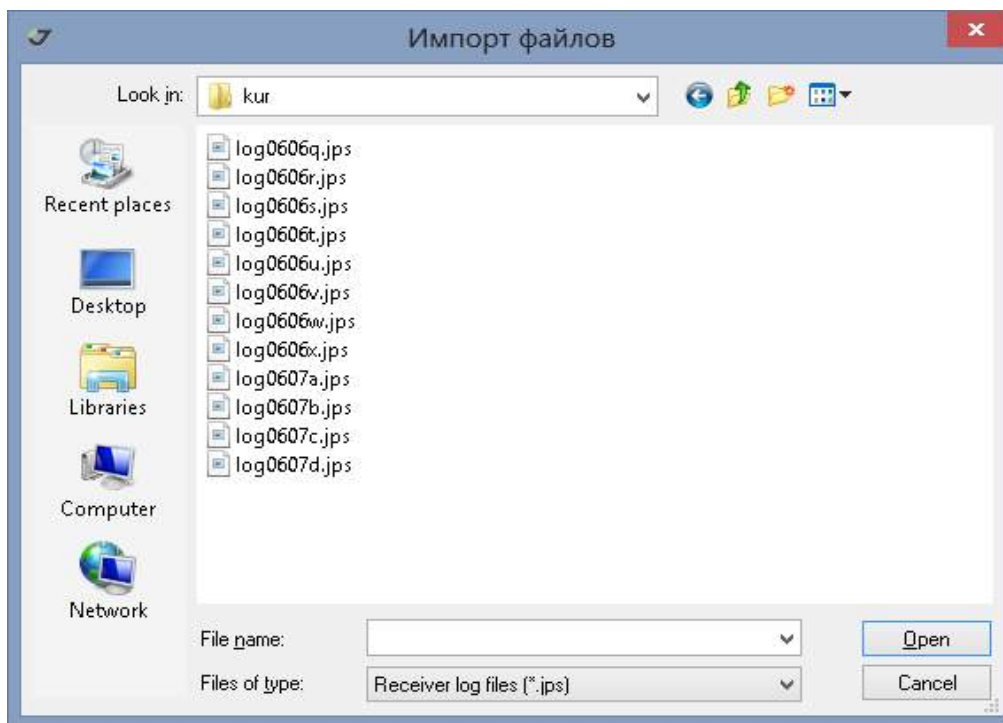 Импорт файлов
Look in:
kur
Recent places
Desktop
Libraries
Computer
Network
log0606q.jps
log0606r.jps
log0606s.jps
log0606t.jps
log0606u.jps
log0606v.jps
log0606w.jps
log0606x.jps
log0607a.jps
log0607b.jps
log0607c.jps
log0607d.jps
File name:
Open
Files of type:
Receiver log files (*.jps)
Cancel